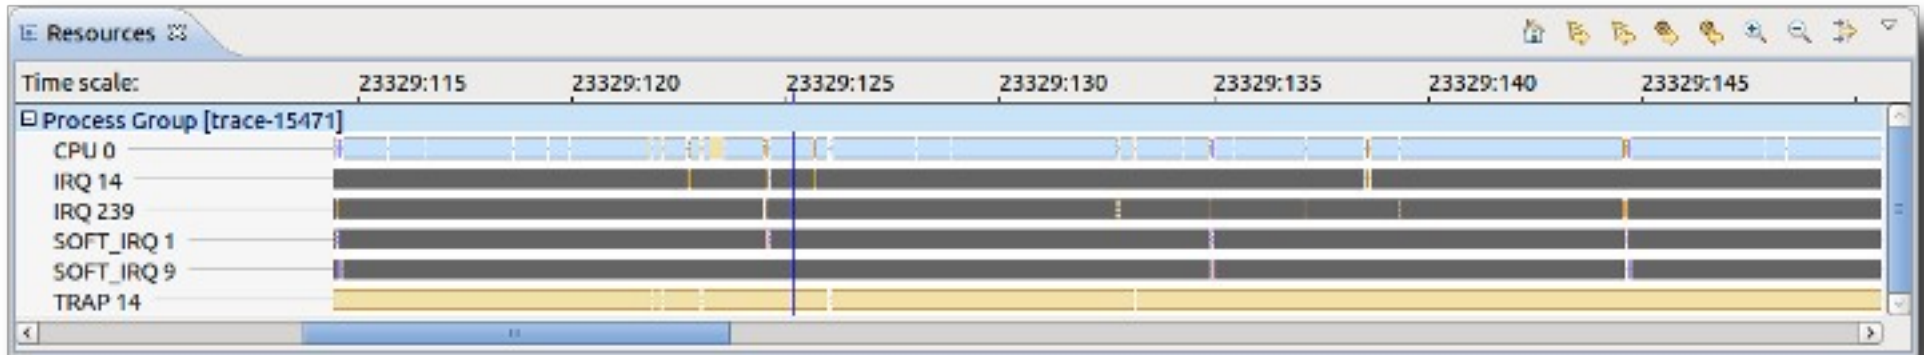 Resources
Time scale: 23329:115 23329:120 23329:125 23329:130 23329:135 23329:140 23329:145
Process Group [trace-15471]
CPU 0
IRQ 14
IRQ 239
SOFT_IRQ 1
SOFT_IRQ 9
TRAP 14